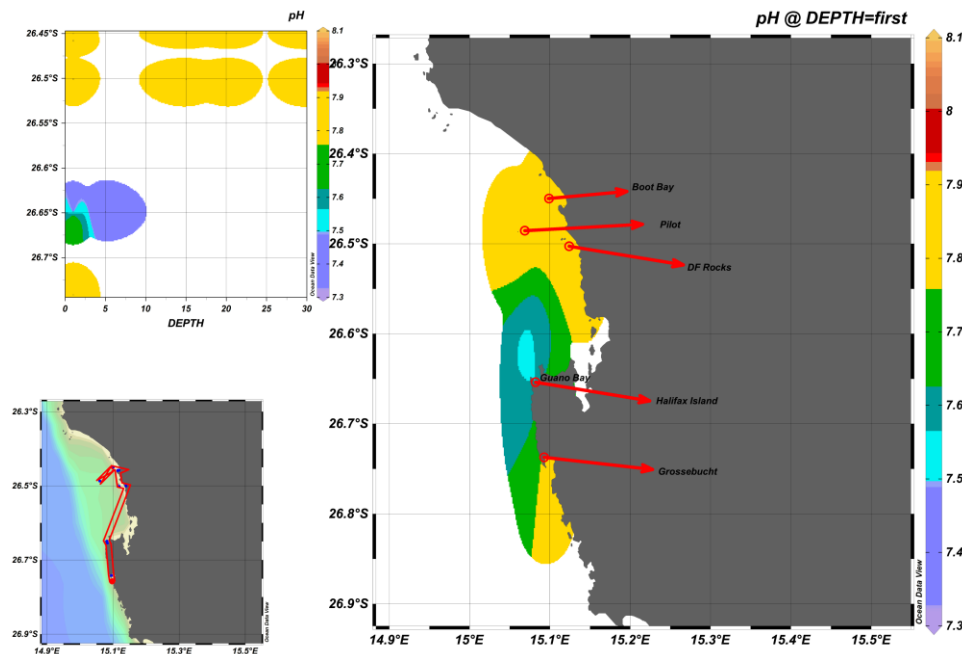 pH
26.45°S
26.5°S
26.55°S
26.6°S
26.65°S
26.7°S
0
5
10
15
20
25
30
DEPTH
8.1
8
7.9
7.8
7.7
7.6
7.5
7.4
7.3
Ocean Data View
pH @ DEPTH=first
26.3°S
26.4°S
26.5°S
26.6°S
26.7°S
26.8°S
26.9°S
14.9°E
15°E
15.1°E
15.2°E
15.3°E
15.4°E
15.5°E
Boot Bay
Pilot
DF Rocks
Guano Bay
Halifax Island
Grossebucht
Ocean Data View
8.1
8
7.9
7.8
7.7
7.6
7.5
7.4
7.3
26.3°S
26.5°S
26.7°S
26.9°S
14.9°E
15.1°E
15.3°E
15.5°E
Ocean Data View